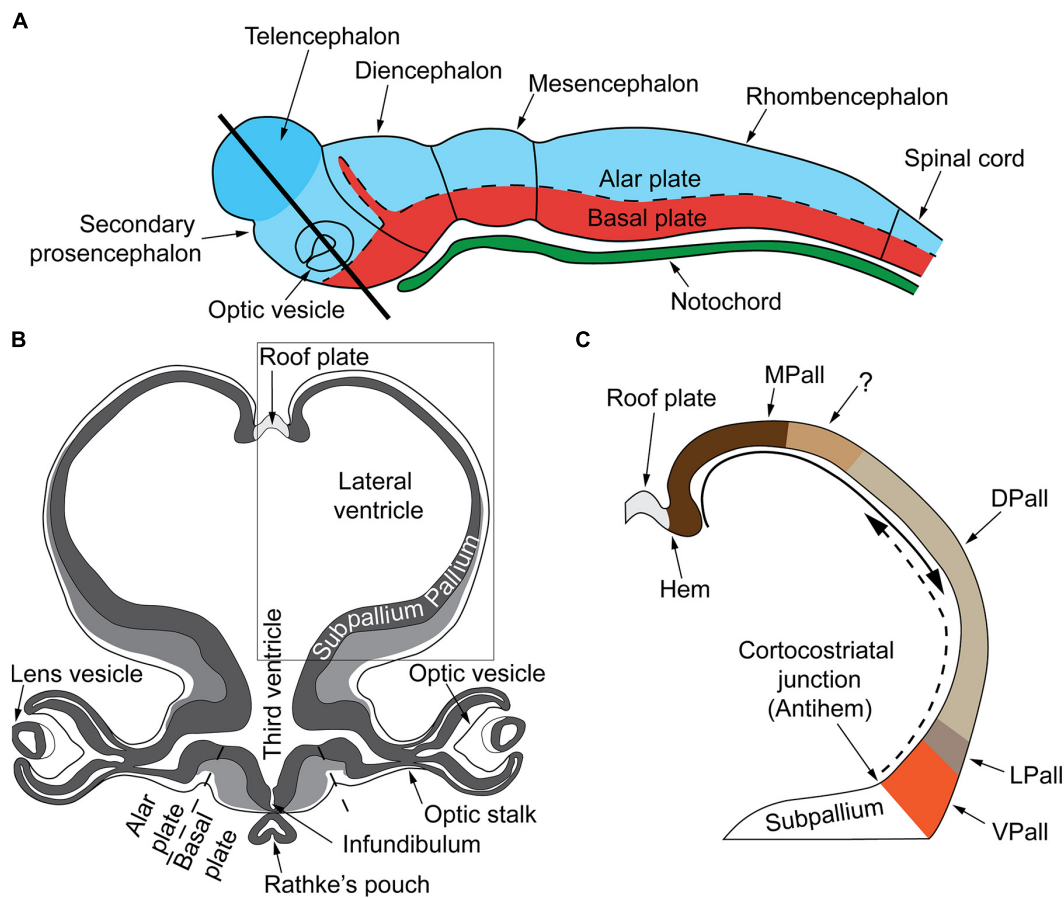 A
Telencephalon
Diencephalon
Mesencephalon
Rhombencephalon
Spinal cord
Alar plate
Basal plate
Secondary
prosencephalon
Optic vesicle
Notochord
B
Roof plate
Lateral
ventricle
Subpallium Pallium
Third ventricle
Lens vesicle
Optic vesicle
Alar
plate
Basal
plate
Optic stalk
Infundibulum
Rathke's pouch
C
MPall
?
Roof plate
DPall
Hem
Cortocostriatal
junction
(Antihem)
LPall
VPall
Subpallium